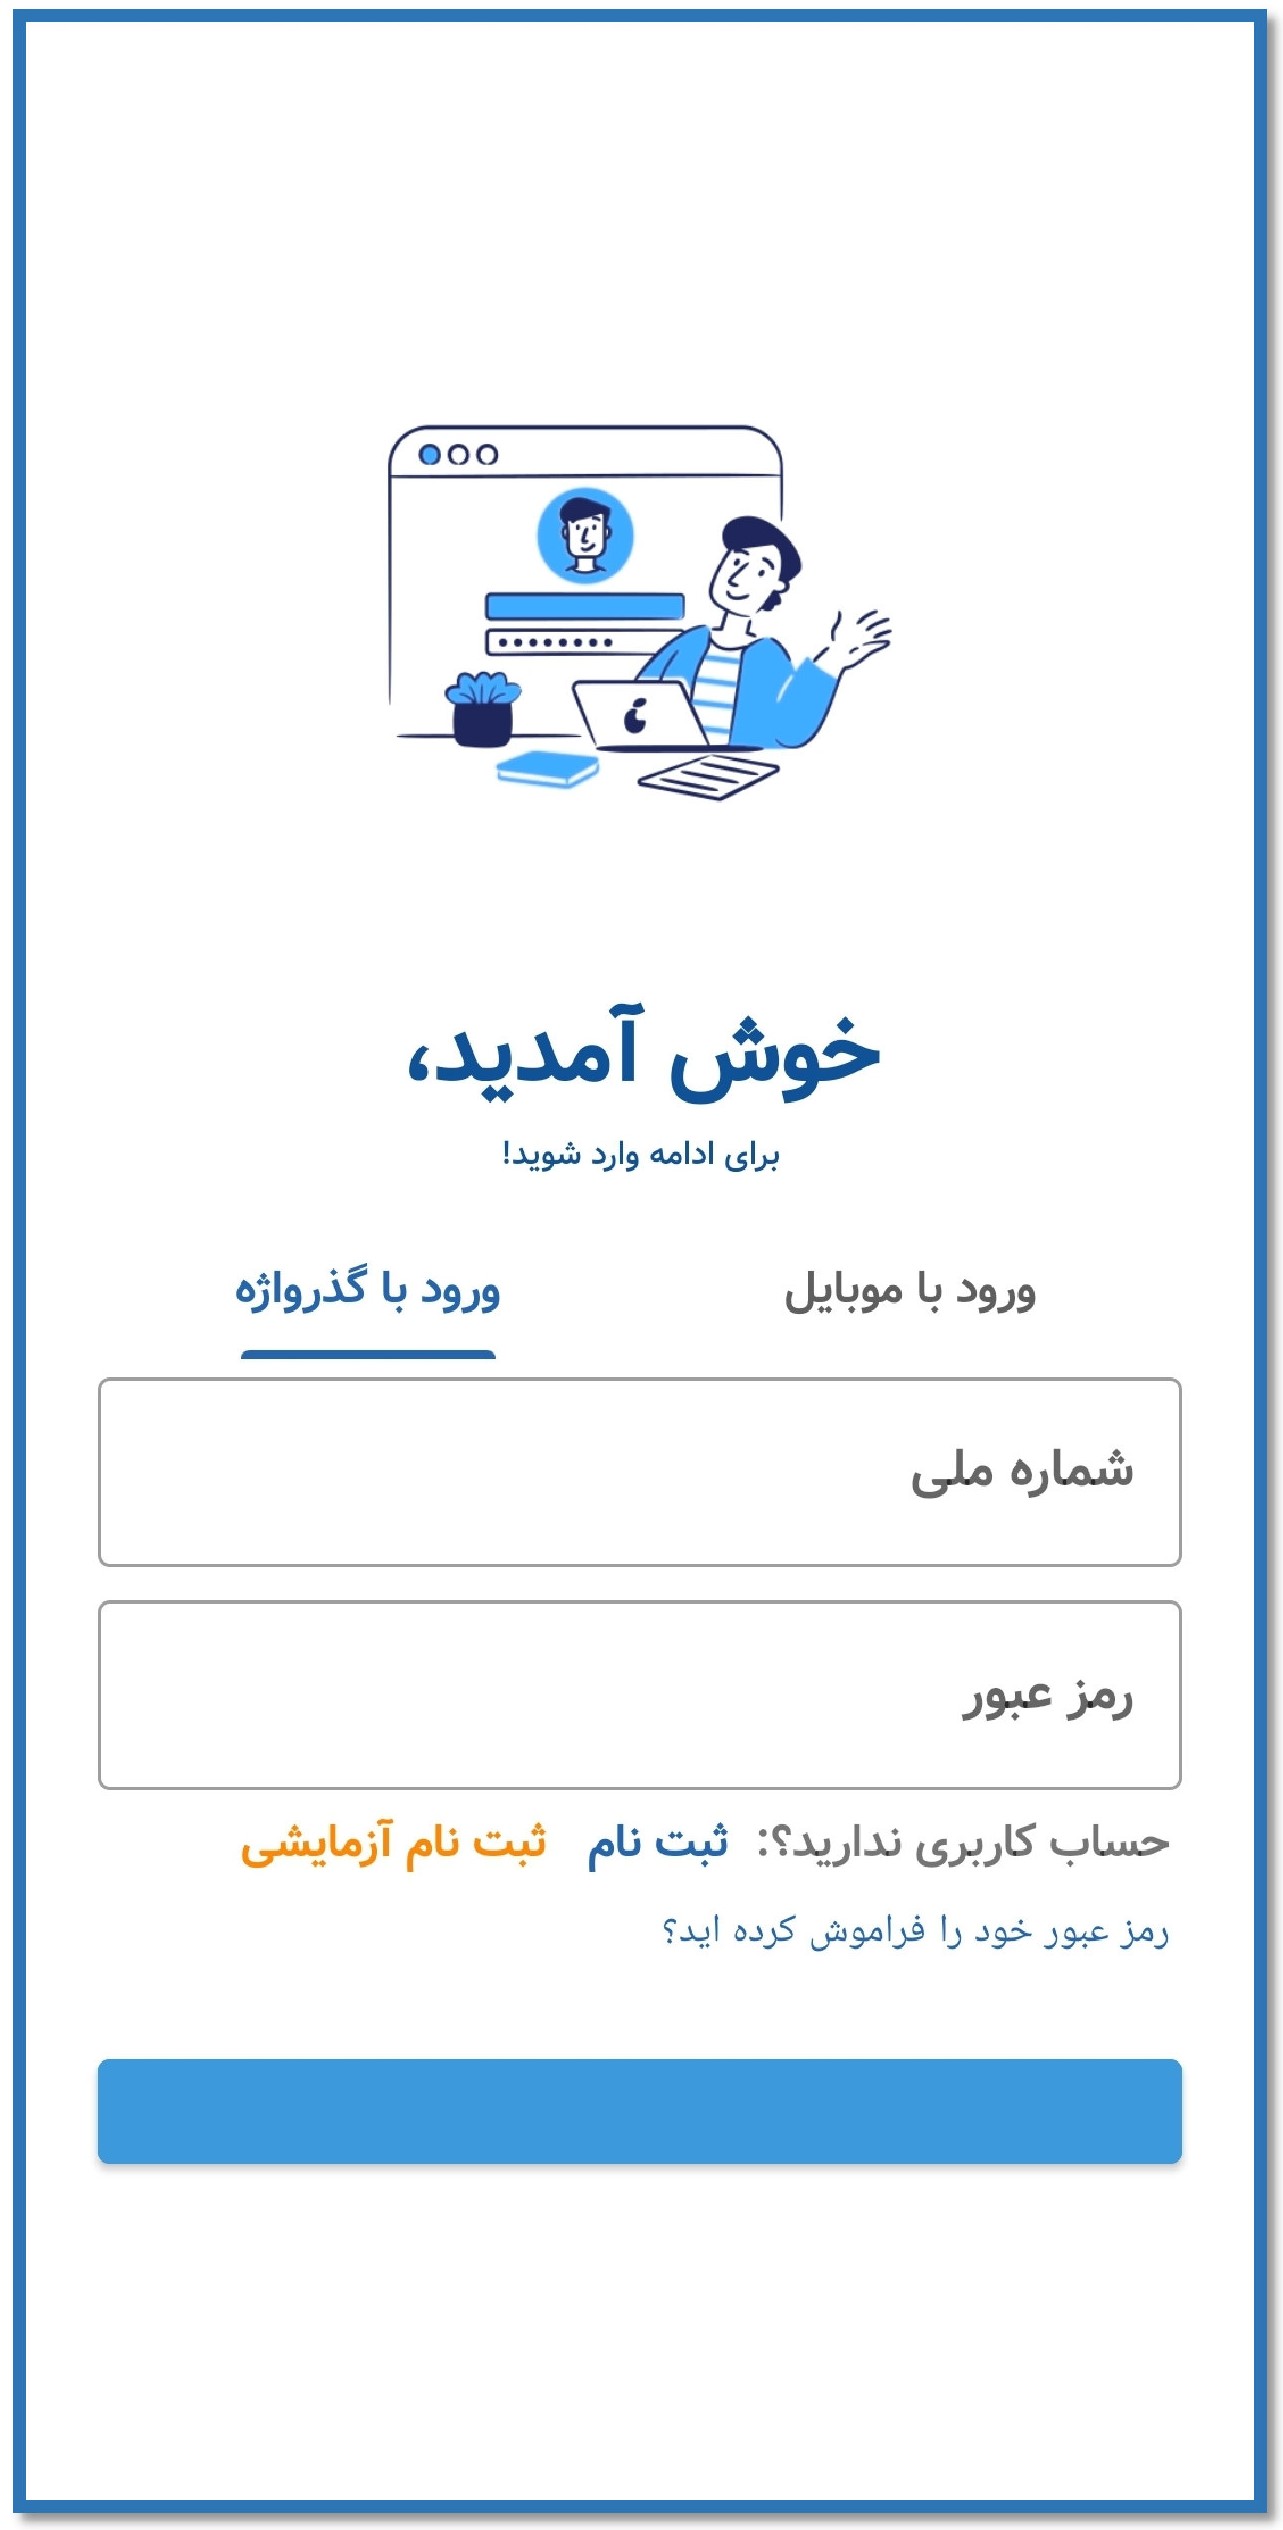 خوش آمدید،
برای ادامه وارد شوید!
ورود با موبایل ورود با گذرواژه
شماره ملی
رمز عبور
حساب کاربری ندارید؟: ثبت نام ثبت نام آزمایشی
رمز عبور خود را فراموش کرده اید؟